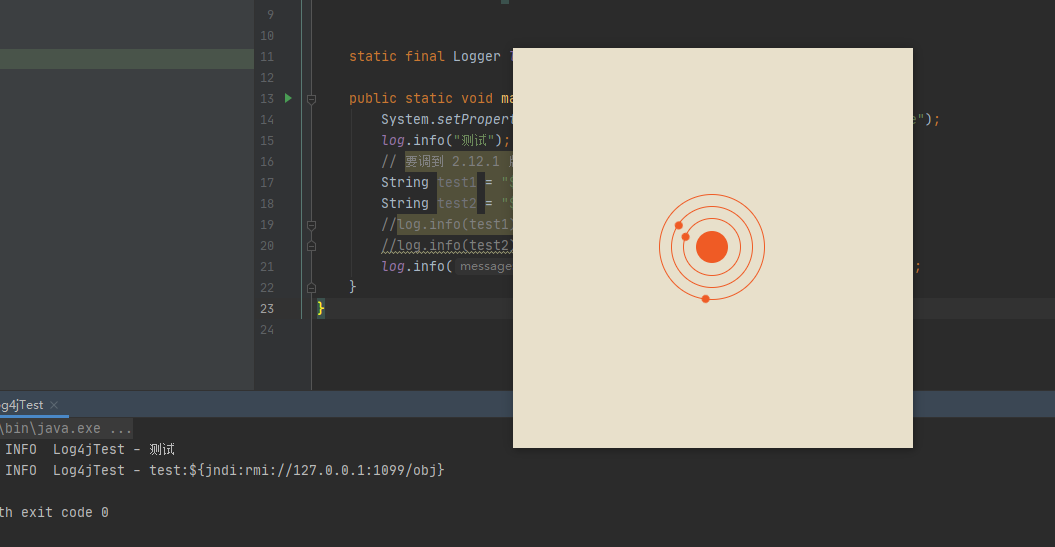 9
10
11 static final Logger
12
13 public static void ma
14 System.setPropert e");
15 log.info("测试");
16 // 要调到 2.12.1
17 String test1 = "$
18 String test2 = "$
19 //log.info(test1)
20 //log.info(test2)
21 log.info( message ;
22 }
23 }
24
g4jTest ×
\bin\java.exe ...
INFO Log4jTest - 测试
INFO Log4jTest - test:${jndi:rmi://127.0.0.1:1099/obj}
th exit code 0